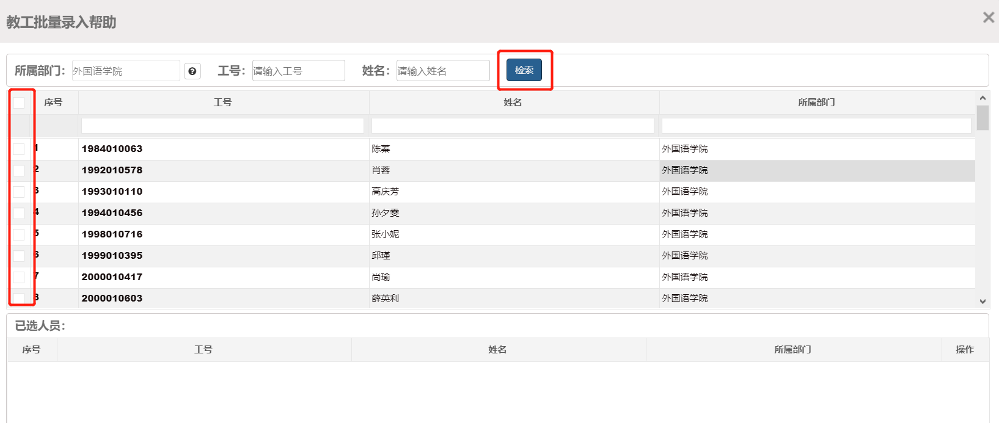 教工批量录入帮助
所属部门： 外国语学院 工号： 请输入工号 姓名： 请输入姓名 检索
序号 工号 姓名 所属部门
1 1984010063 陈蓁 外国语学院
2 1992010578 肖蓉 外国语学院
3 1993010110 高庆芳 外国语学院
4 1994010456 孙夕雯 外国语学院
5 1998010716 张小妮 外国语学院
6 1999010395 邱瑾 外国语学院
7 2000010417 尚瑜 外国语学院
8 2000010603 薛英利 外国语学院
已选人员：
序号 工号 姓名 所属部门 操作